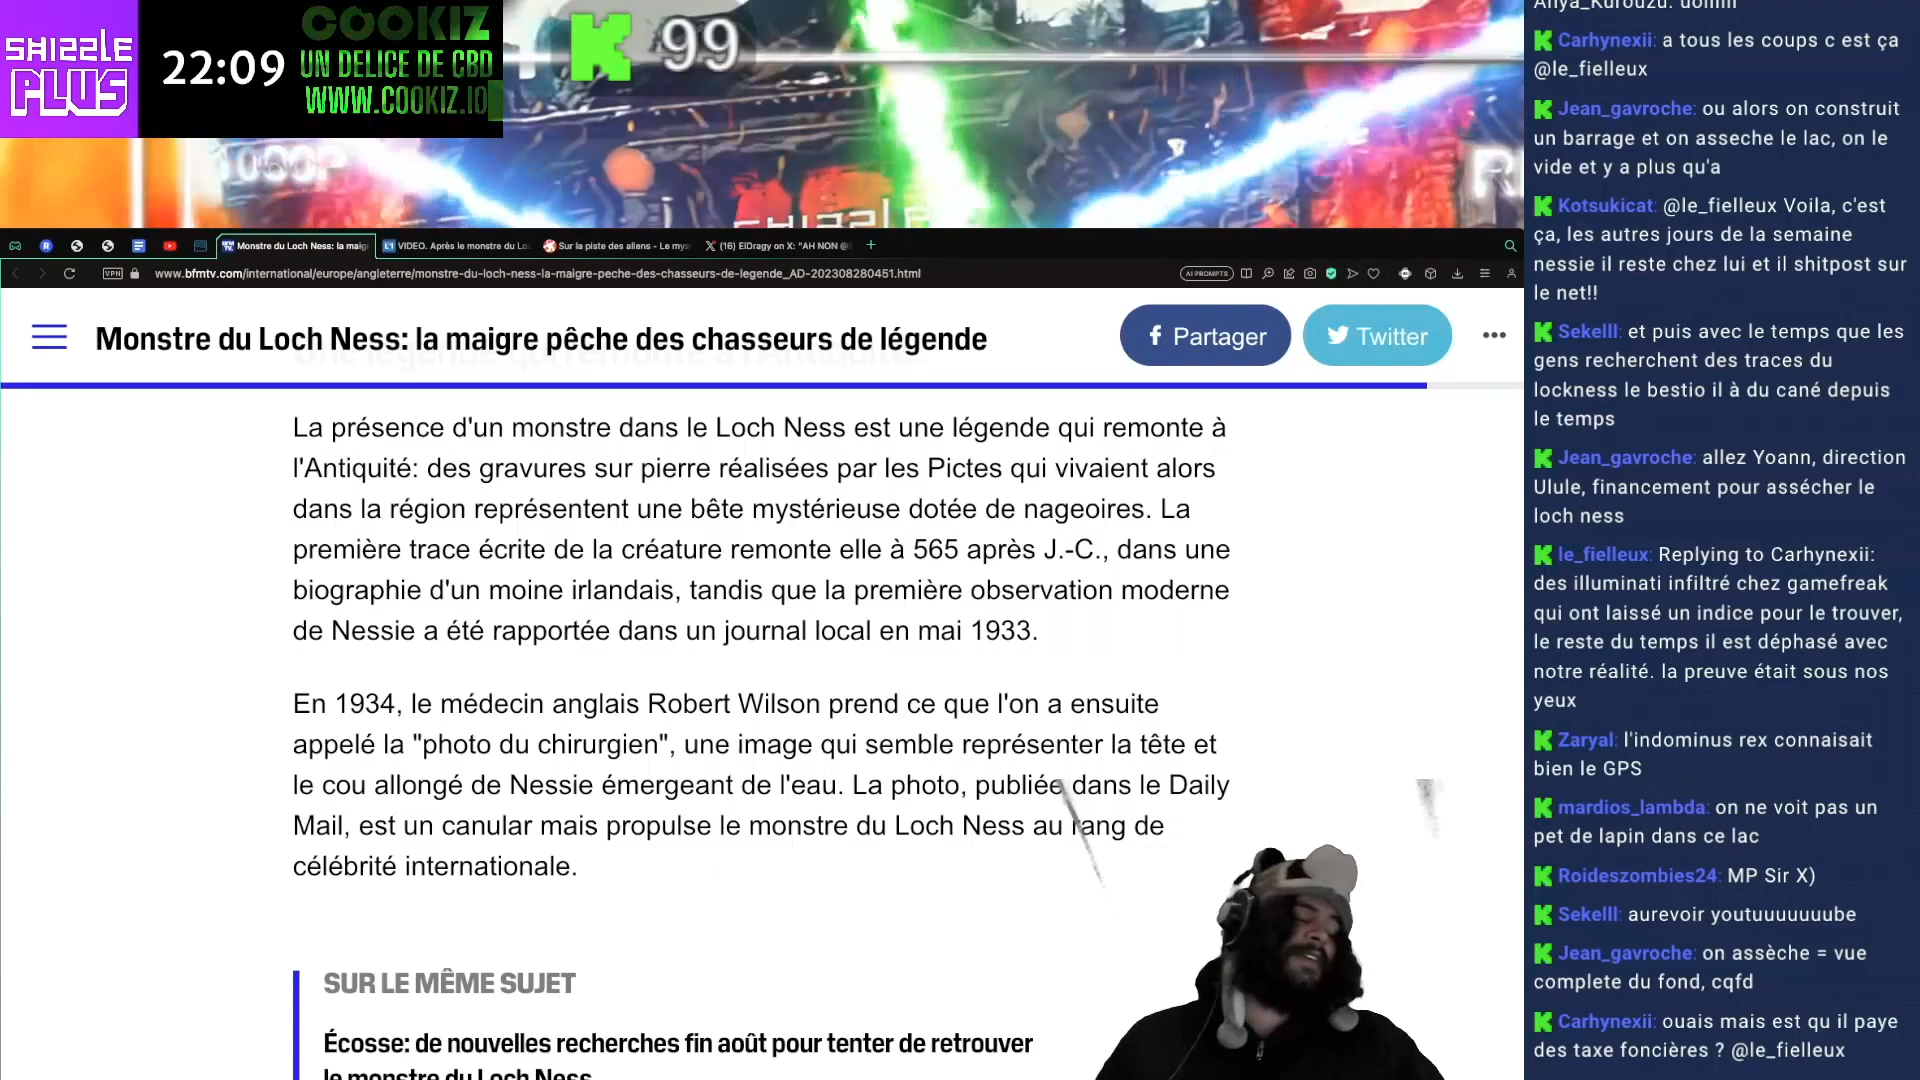 SHIZZLE
PLUS
22:09
COOKIZ
UN DELICE DE CBD
WWW.COOKIZ.IO
99
1080P
SHIZZLE
Monstre du Loch Ness: la maig
VIDEO. Après le monstre du Lo
Sur la piste des aliens - Le mys
(16) ElDragy on X: "AH NON @
VPN
www.bfmtv.com/international/europe/angleterre/monstre-du-loch-ness-la-maigre-peche-des-chasseurs-de-legende_AD-202308280451.html
AI PROMPTS
Monstre du Loch Ness: la maigre pêche des chasseurs de légende
Partager
Twitter
Une légende qui remonte à l'Antiquité
La présence d'un monstre dans le Loch Ness est une légende qui remonte à
l'Antiquité: des gravures sur pierre réalisées par les Pictes qui vivaient alors
dans la région représentent une bête mystérieuse dotée de nageoires. La
première trace écrite de la créature remonte elle à 565 après J.-C., dans une
biographie d'un moine irlandais, tandis que la première observation moderne
de Nessie a été rapportée dans un journal local en mai 1933.
En 1934, le médecin anglais Robert Wilson prend ce que l'on a ensuite
appelé la "photo du chirurgien", une image qui semble représenter la tête et
le cou allongé de Nessie émergeant de l'eau. La photo, publiée dans le Daily
Mail, est un canular mais propulse le monstre du Loch Ness au rang de
célébrité internationale.
SUR LE MÊME SUJET
Écosse: de nouvelles recherches fin août pour tenter de retrouver
le monstre du Loch Ness
Anya_Kurouzu:
Carhynexii: a tous les coups c est ça
@le_fielleux
Jean_gavroche: ou alors on construit
un barrage et on asseche le lac, on le
vide et y a plus qu'a
Kotsukicat: @le_fielleux Voila, c'est
ça, les autres jours de la semaine
nessie il reste chez lui et il shitpost sur
le net!!
Sekelll: et puis avec le temps que les
gens recherchent des traces du
lockness le bestio il à du cané depuis
le temps
Jean_gavroche: allez Yoann, direction
Ulule, financement pour assécher le
loch ness
le_fielleux: Replying to Carhynexii:
des illuminati infiltré chez gamefreak
qui ont laissé un indice pour le trouver,
le reste du temps il est déphasé avec
notre réalité. la preuve était sous nos
yeux
Zaryal: l'indominus rex connaisait
bien le GPS
mardios_lambda: on ne voit pas un
pet de lapin dans ce lac
Roideszombies24: MP Sir X)
Sekelll: aurevoir youtuuuuuuube
Jean_gavroche: on assèche = vue
complete du fond, cqfd
Carhynexii: ouais mais est qu il paye
des taxe foncières ? @le_fielleux